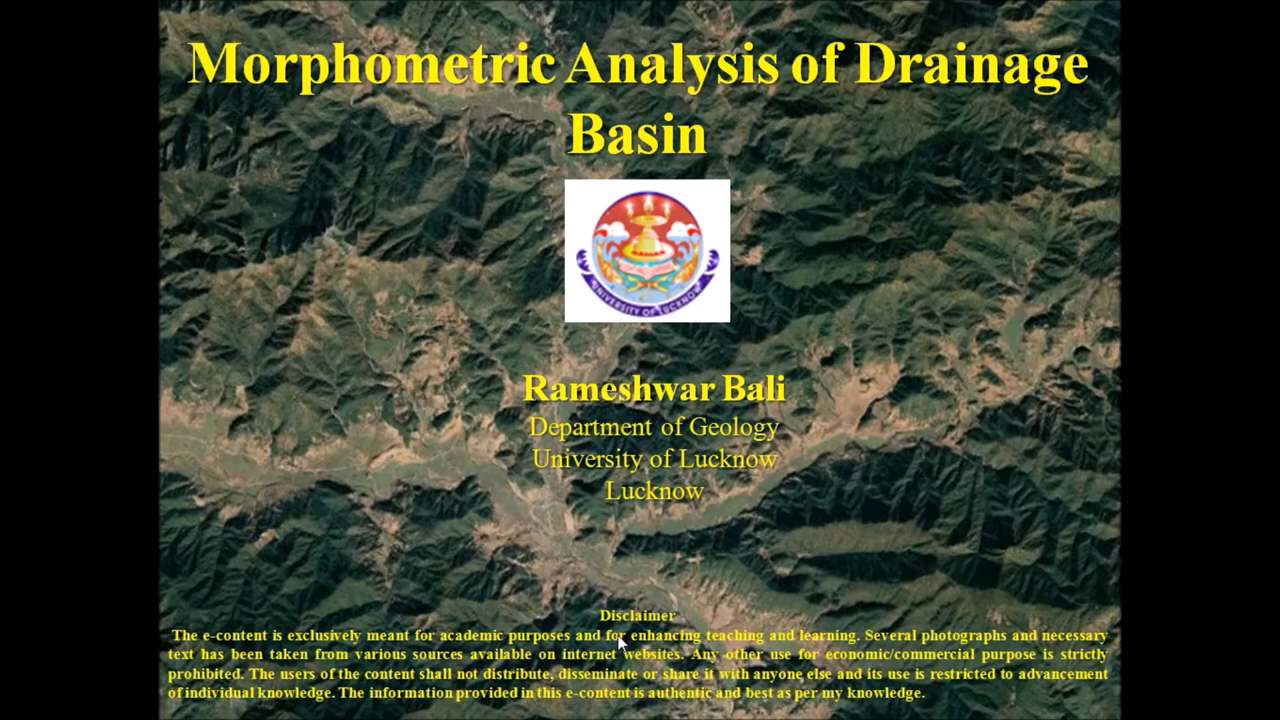 Morphometric Analysis of Drainage
Basin
UNIVERSITY OF LUCKNOW
Rameshwar Bali
Department of Geology
University of Lucknow
Lucknow
Disclaimer
The e-content is exclusively meant for academic purposes and for enhancing teaching and learning. Several photographs and necessary
text has been taken from various sources available on internet websites. Any other use for economic/commercial purpose is strictly
prohibited. The users of the content shall not distribute, disseminate or share it with anyone else and its use is restricted to advancement
of individual knowledge. The information provided in this e-content is authentic and best as per my knowledge.